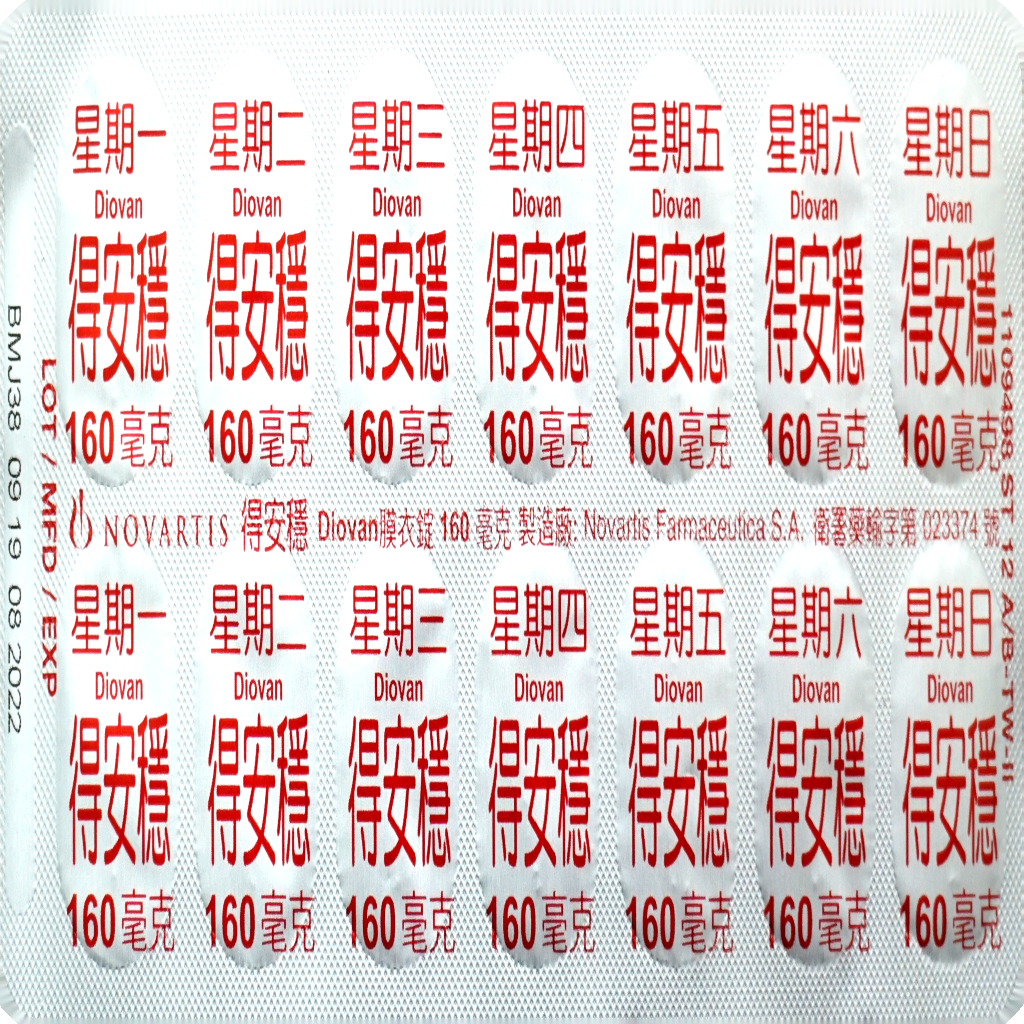 星期一 星期二 星期三 星期四 星期五 星期六 星期日
Diovan Diovan Diovan Diovan Diovan Diovan Diovan
得安穩 得安穩 得安穩 得安穩 得安穩 得安穩 得安穩
160毫克 160毫克 160毫克 160毫克 160毫克 160毫克 160毫克
NOVARTIS 得安穩 Diovan膜衣錠 160 毫克 製造廠: Novartis Farmaceutica S.A. 衛署藥輸字第 023374 號
星期一 星期二 星期三 星期四 星期五 星期六 星期日
Diovan Diovan Diovan Diovan Diovan Diovan Diovan
得安穩 得安穩 得安穩 得安穩 得安穩 得安穩 得安穩
160毫克 160毫克 160毫克 160毫克 160毫克 160毫克 160毫克
LOT / MFD / EXP
BMJ38 09 19 08 2022
1109498 ST 12 A/B-TW-II